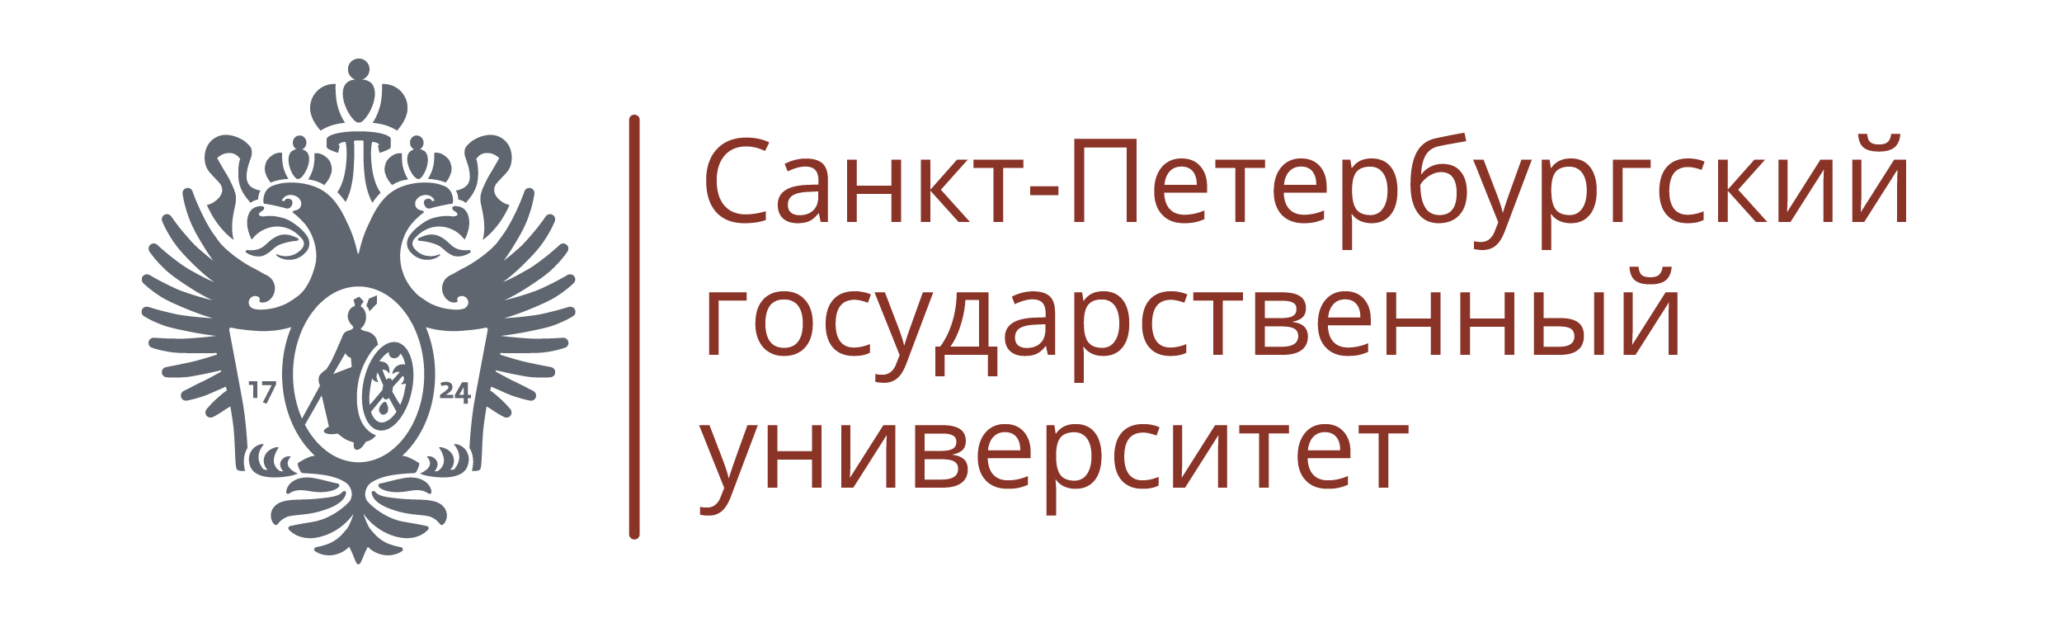 17 24
Санкт-Петербургский
государственный
университет